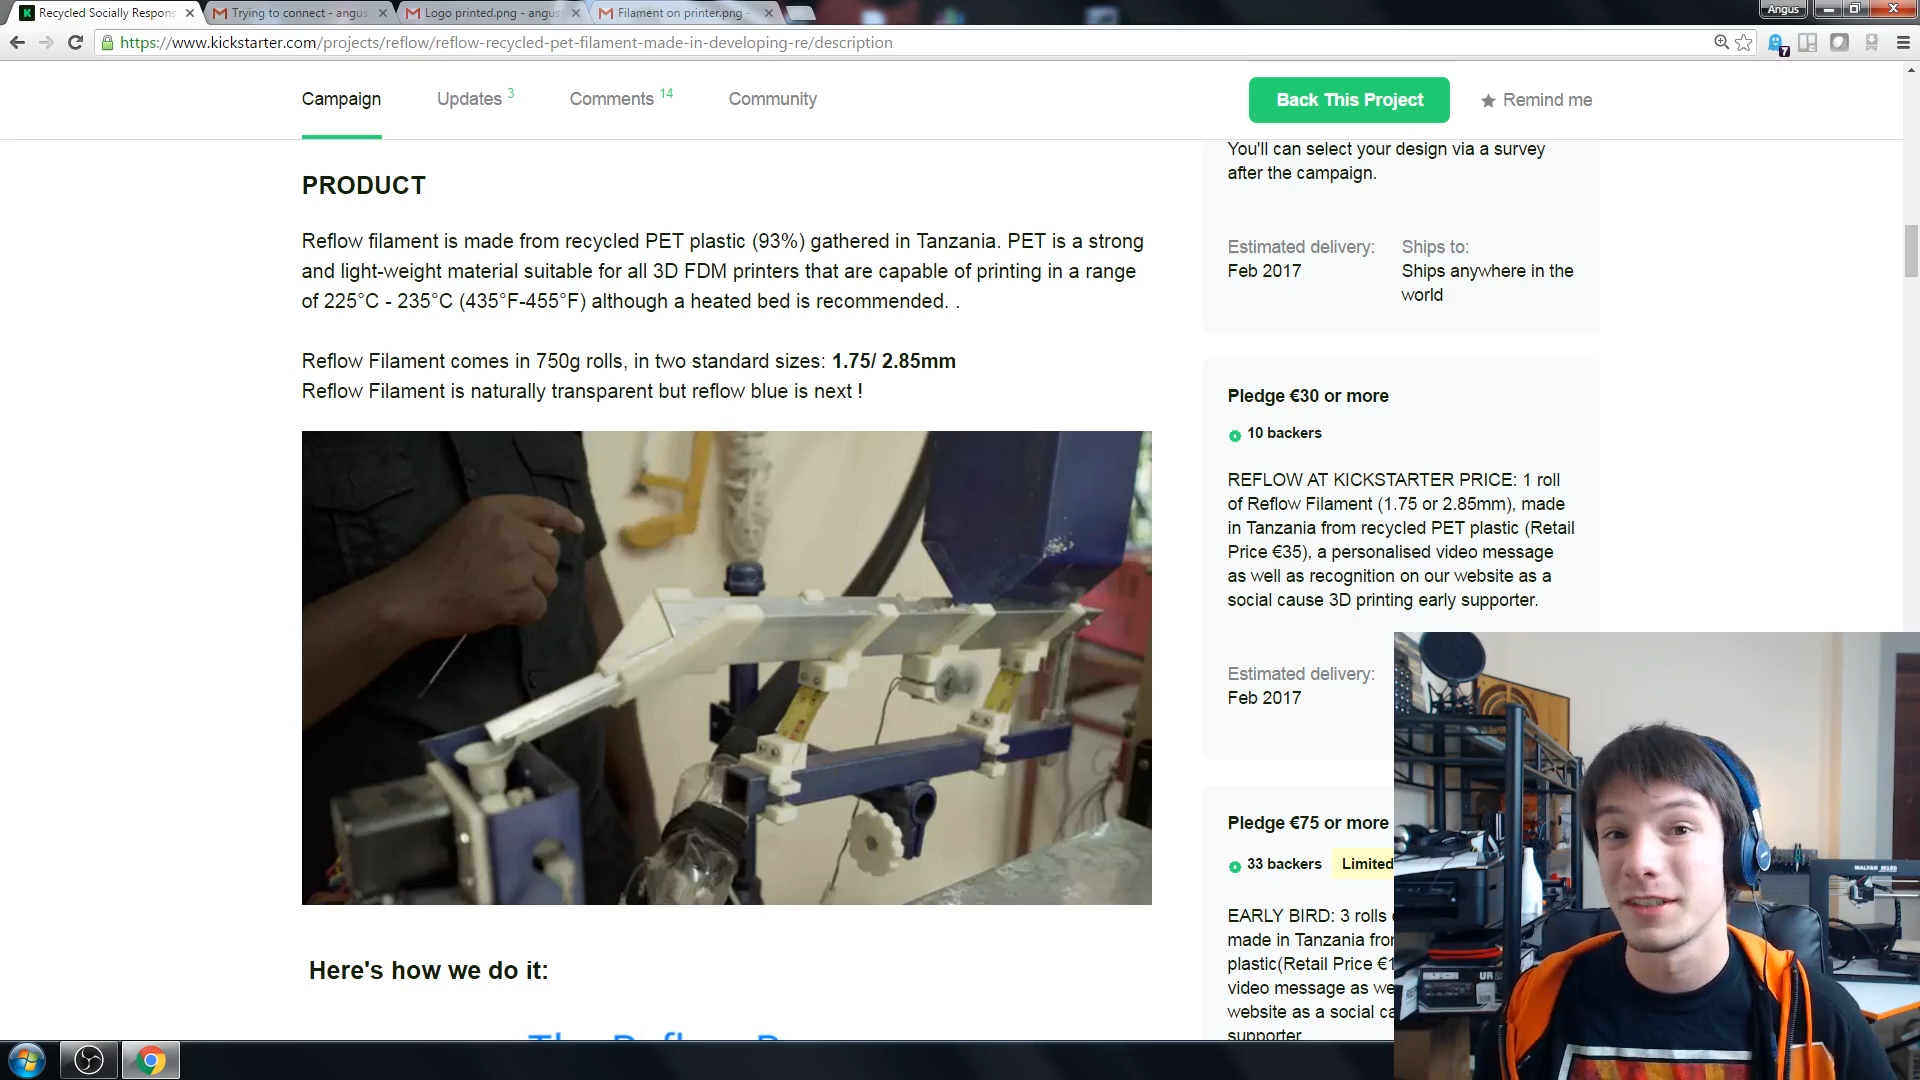 Recycled Socially Respons
Trying to connect - angus
Logo printed.png - angus
Filament on printer.png -
Angus
https://www.kickstarter.com/projects/reflow/reflow-recycled-pet-filament-made-in-developing-re/description
7
Campaign
Updates 3
Comments 14
Community
Back This Project
Remind me
PRODUCT
Reflow filament is made from recycled PET plastic (93%) gathered in Tanzania. PET is a strong
and light-weight material suitable for all 3D FDM printers that are capable of printing in a range
of 225°C - 235°C (435°F-455°F) although a heated bed is recommended. .
Reflow Filament comes in 750g rolls, in two standard sizes: 1.75/ 2.85mm
Reflow Filament is naturally transparent but reflow blue is next !
Here's how we do it:
You'll can select your design via a survey
after the campaign.
Estimated delivery:
Feb 2017
Ships to:
Ships anywhere in the
world
Pledge €30 or more
10 backers
REFLOW AT KICKSTARTER PRICE: 1 roll
of Reflow Filament (1.75 or 2.85mm), made
in Tanzania from recycled PET plastic (Retail
Price €35), a personalised video message
as well as recognition on our website as a
social cause 3D printing early supporter.
Estimated delivery:
Feb 2017
Pledge €75 or more
33 backers
Limited
EARLY BIRD: 3 rolls
made in Tanzania from
plastic(Retail Price €1
video message as we
website as a social ca
supporter
MALYAN M150